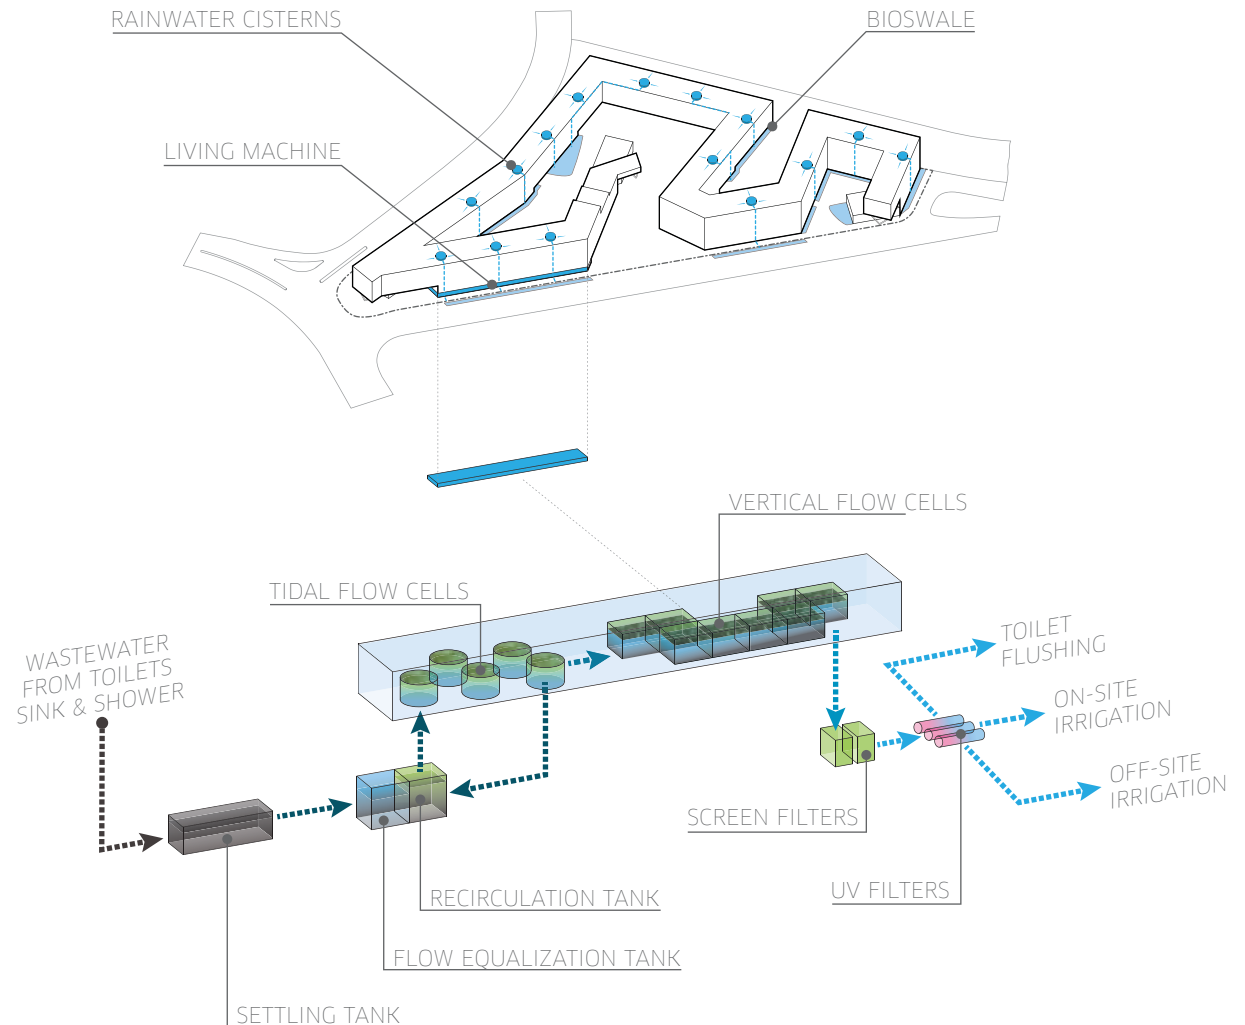 RAINWATER CISTERNS
BIOSWALE
LIVING MACHINE
VERTICAL FLOW CELLS
TIDAL FLOW CELLS
WASTEWATER
FROM TOILETS
SINK & SHOWER
TOILET
FLUSHING
ON-SITE
IRRIGATION
OFF-SITE
IRRIGATION
SCREEN FILTERS
UV FILTERS
RECIRCULATION TANK
FLOW EQUALIZATION TANK
SETTLING TANK